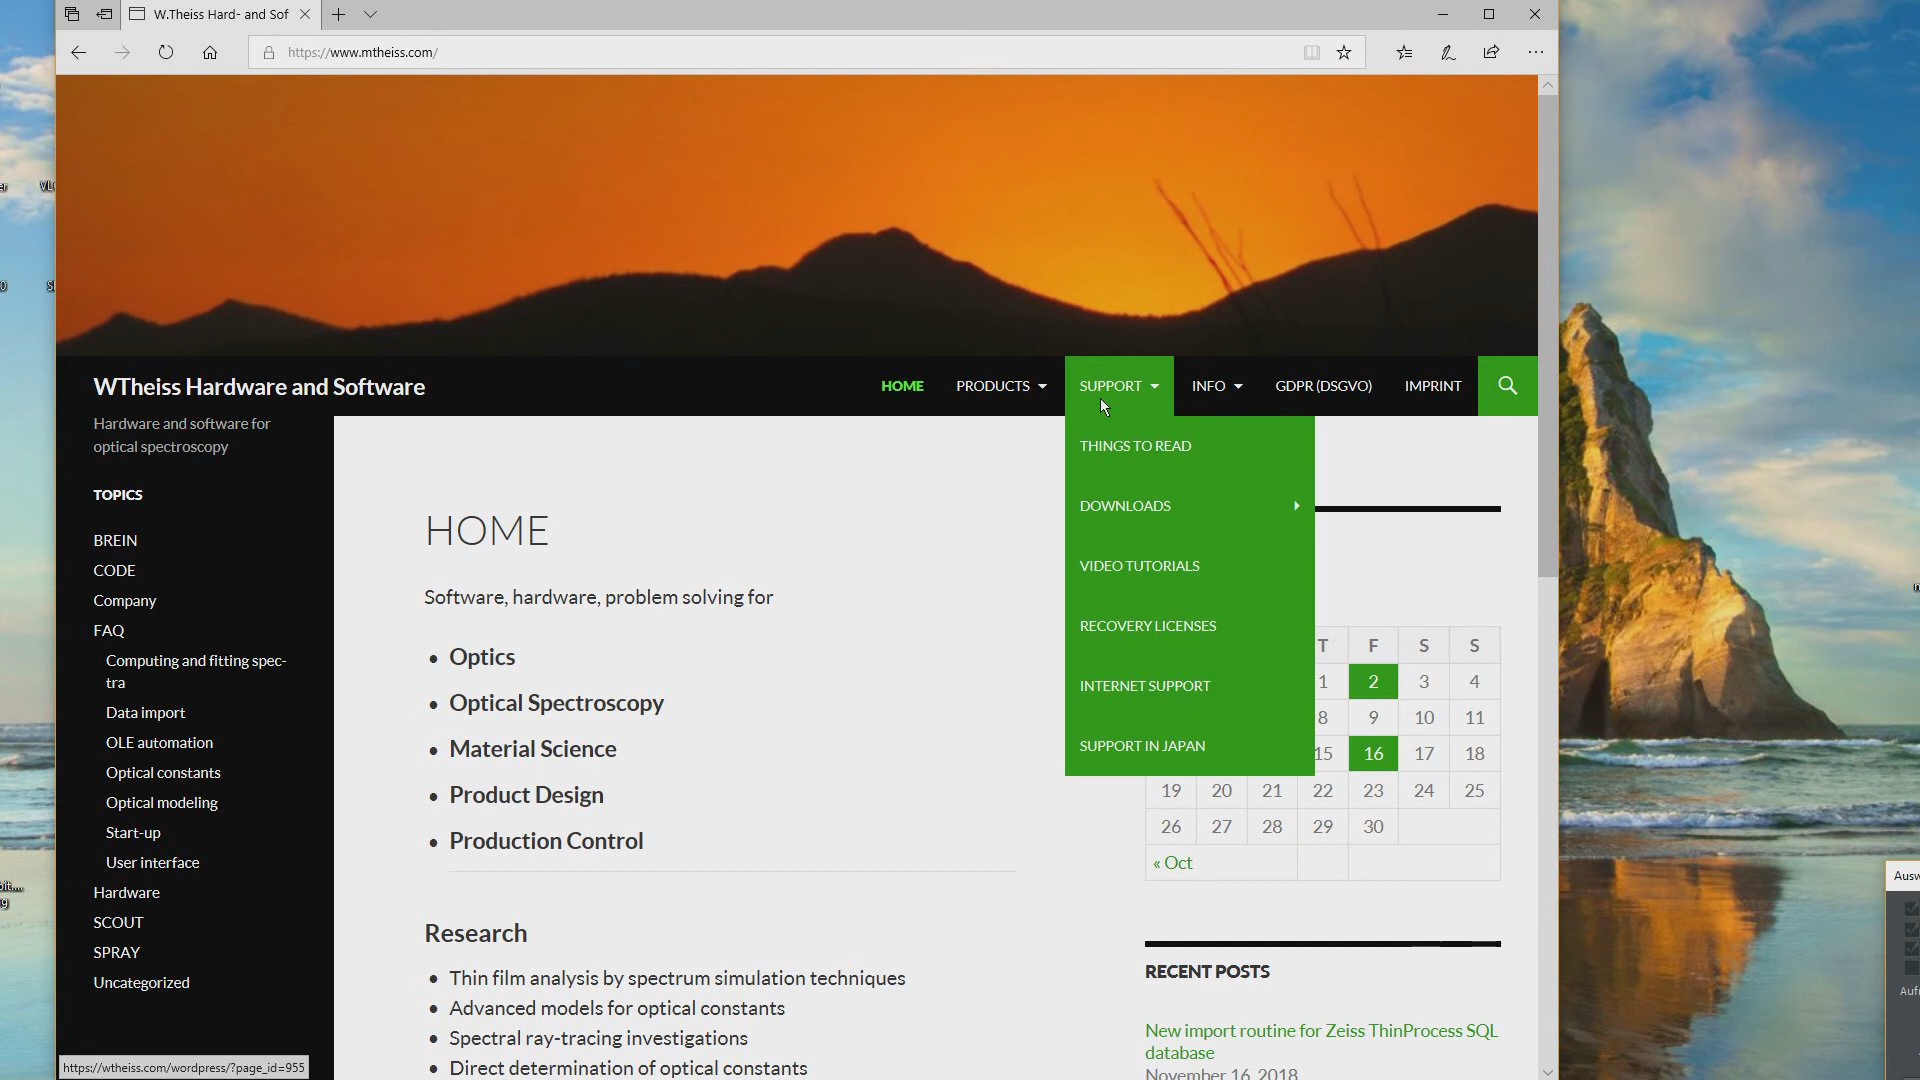 W.Theiss Hard- and Sof
https://www.mtheiss.com/
WTheiss Hardware and Software
HOME
PRODUCTS
SUPPORT
INFO
GDPR (DSGVO)
IMPRINT
Hardware and software for
optical spectroscopy
TOPICS
BREIN
CODE
Company
FAQ
Computing and fitting spec-
tra
Data import
OLE automation
Optical constants
Optical modeling
Start-up
User interface
Hardware
SCOUT
SPRAY
Uncategorized
https://wtheiss.com/wordpress/?page_id=955
THINGS TO READ
DOWNLOADS
VIDEO TUTORIALS
RECOVERY LICENSES
INTERNET SUPPORT
SUPPORT IN JAPAN
HOME
Software, hardware, problem solving for
• Optics
• Optical Spectroscopy
• Material Science
• Product Design
• Production Control
Research
• Thin film analysis by spectrum simulation techniques
• Advanced models for optical constants
• Spectral ray-tracing investigations
• Direct determination of optical constants
T F S S
1 2 3 4
8 9 10 11
15 16 17 18
19 20 21 22 23 24 25
26 27 28 29 30
« Oct
RECENT POSTS
New import routine for Zeiss ThinProcess SQL
database
November 16, 2018